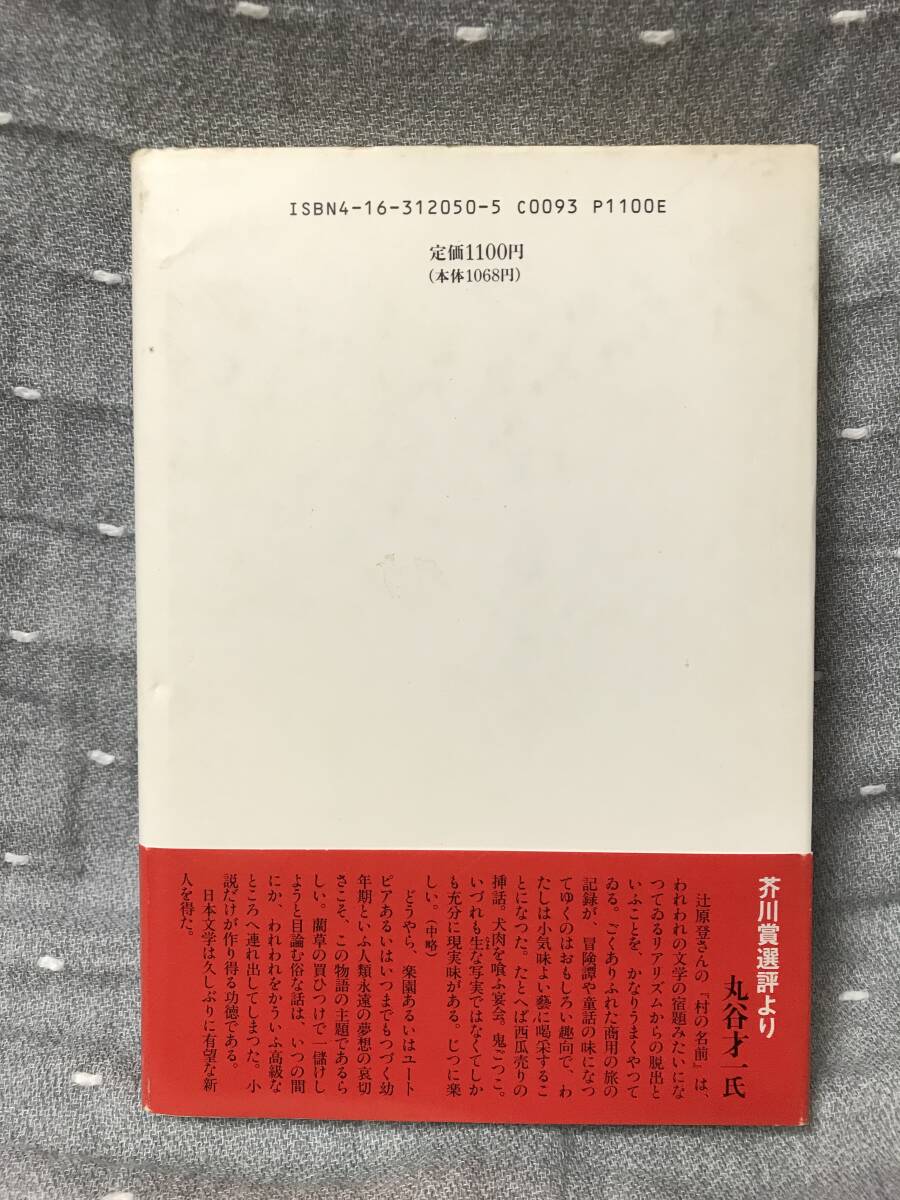 ISBN4-16-312050-5 C0093 P1100E
定価1100円
(本体1068円)
芥川賞選評より
丸谷才一氏
辻原登さんの『村の名前』は、
われわれの文学の宿題みたいにな
つてゐるリアリズムからの脱出と
いふことを、かなりうまくやつて
ゐる。ごくありふれた商用の旅の
記録が、冒険譚や童話の味になつ
てゆくのはおもしろい趣向で、わ
たしは小気味よい藝に喝采するこ
とになつた。たとへば西瓜売りの
挿話。犬肉を喰ふ宴会。鬼ごつこ。
いづれも生な写実ではなくてしか
も充分に現実味がある。じつに楽
しい。(中略)
どうやら、楽園あるいはユート
ピアあるいはいつまでもつづく幼
年期といふ人類永遠の夢想の哀切
さこそ、この物語の主題であるら
しい。藺草の買ひつけで一儲けし
ようと目論む俗な話は、いつの間
にか、われわれをかういふ高級な
ところへ連れ出してしまつた。小
説だけが作り得る功徳である。
日本文学は久しぶりに有望な新
人を得た。